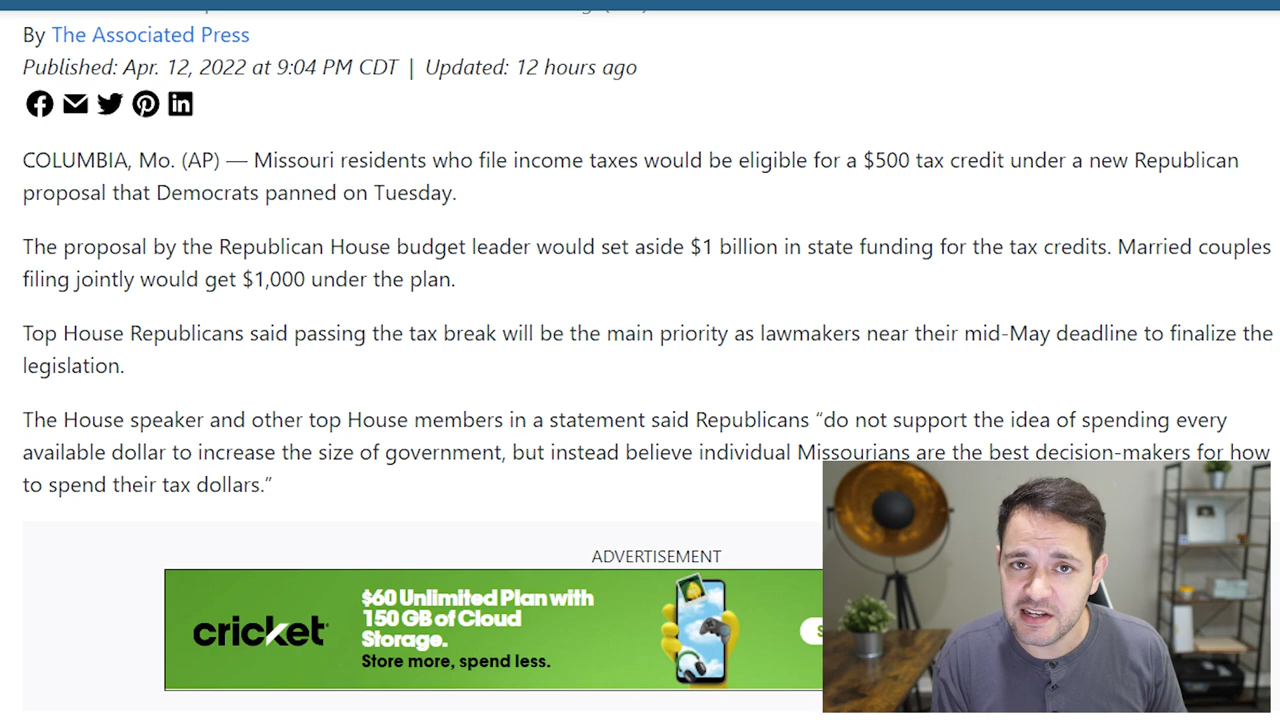 By The Associated Press
Published: Apr. 12, 2022 at 9:04 PM CDT | Updated: 12 hours ago
COLUMBIA, Mo. (AP) — Missouri residents who file income taxes would be eligible for a $500 tax credit under a new Republican
proposal that Democrats panned on Tuesday.
The proposal by the Republican House budget leader would set aside $1 billion in state funding for the tax credits. Married couples
filing jointly would get $1,000 under the plan.
Top House Republicans said passing the tax break will be the main priority as lawmakers near their mid-May deadline to finalize the
legislation.
The House speaker and other top House members in a statement said Republicans “do not support the idea of spending every
available dollar to increase the size of government, but instead believe individual Missourians are the best decision-makers for how
to spend their tax dollars.”
ADVERTISEMENT
cricket
$60 Unlimited Plan with
150 GB of Cloud
Storage.
Store more, spend less.